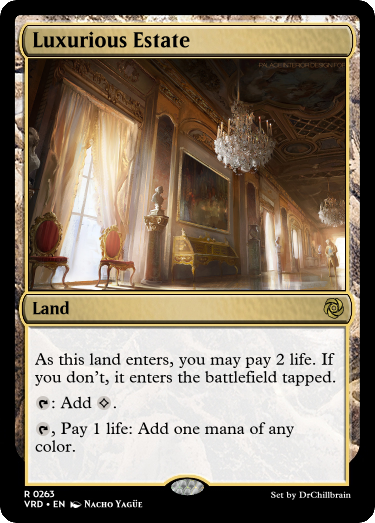 Luxurious Estate
Land
As this land enters, you may pay 2 life. If
you don't, it enters the battlefield tapped.
: Add .
, Pay 1 life: Add one mana of any
color.
R 0263
VRD • EN Nacho Yagüe
Set by DrChillbrain